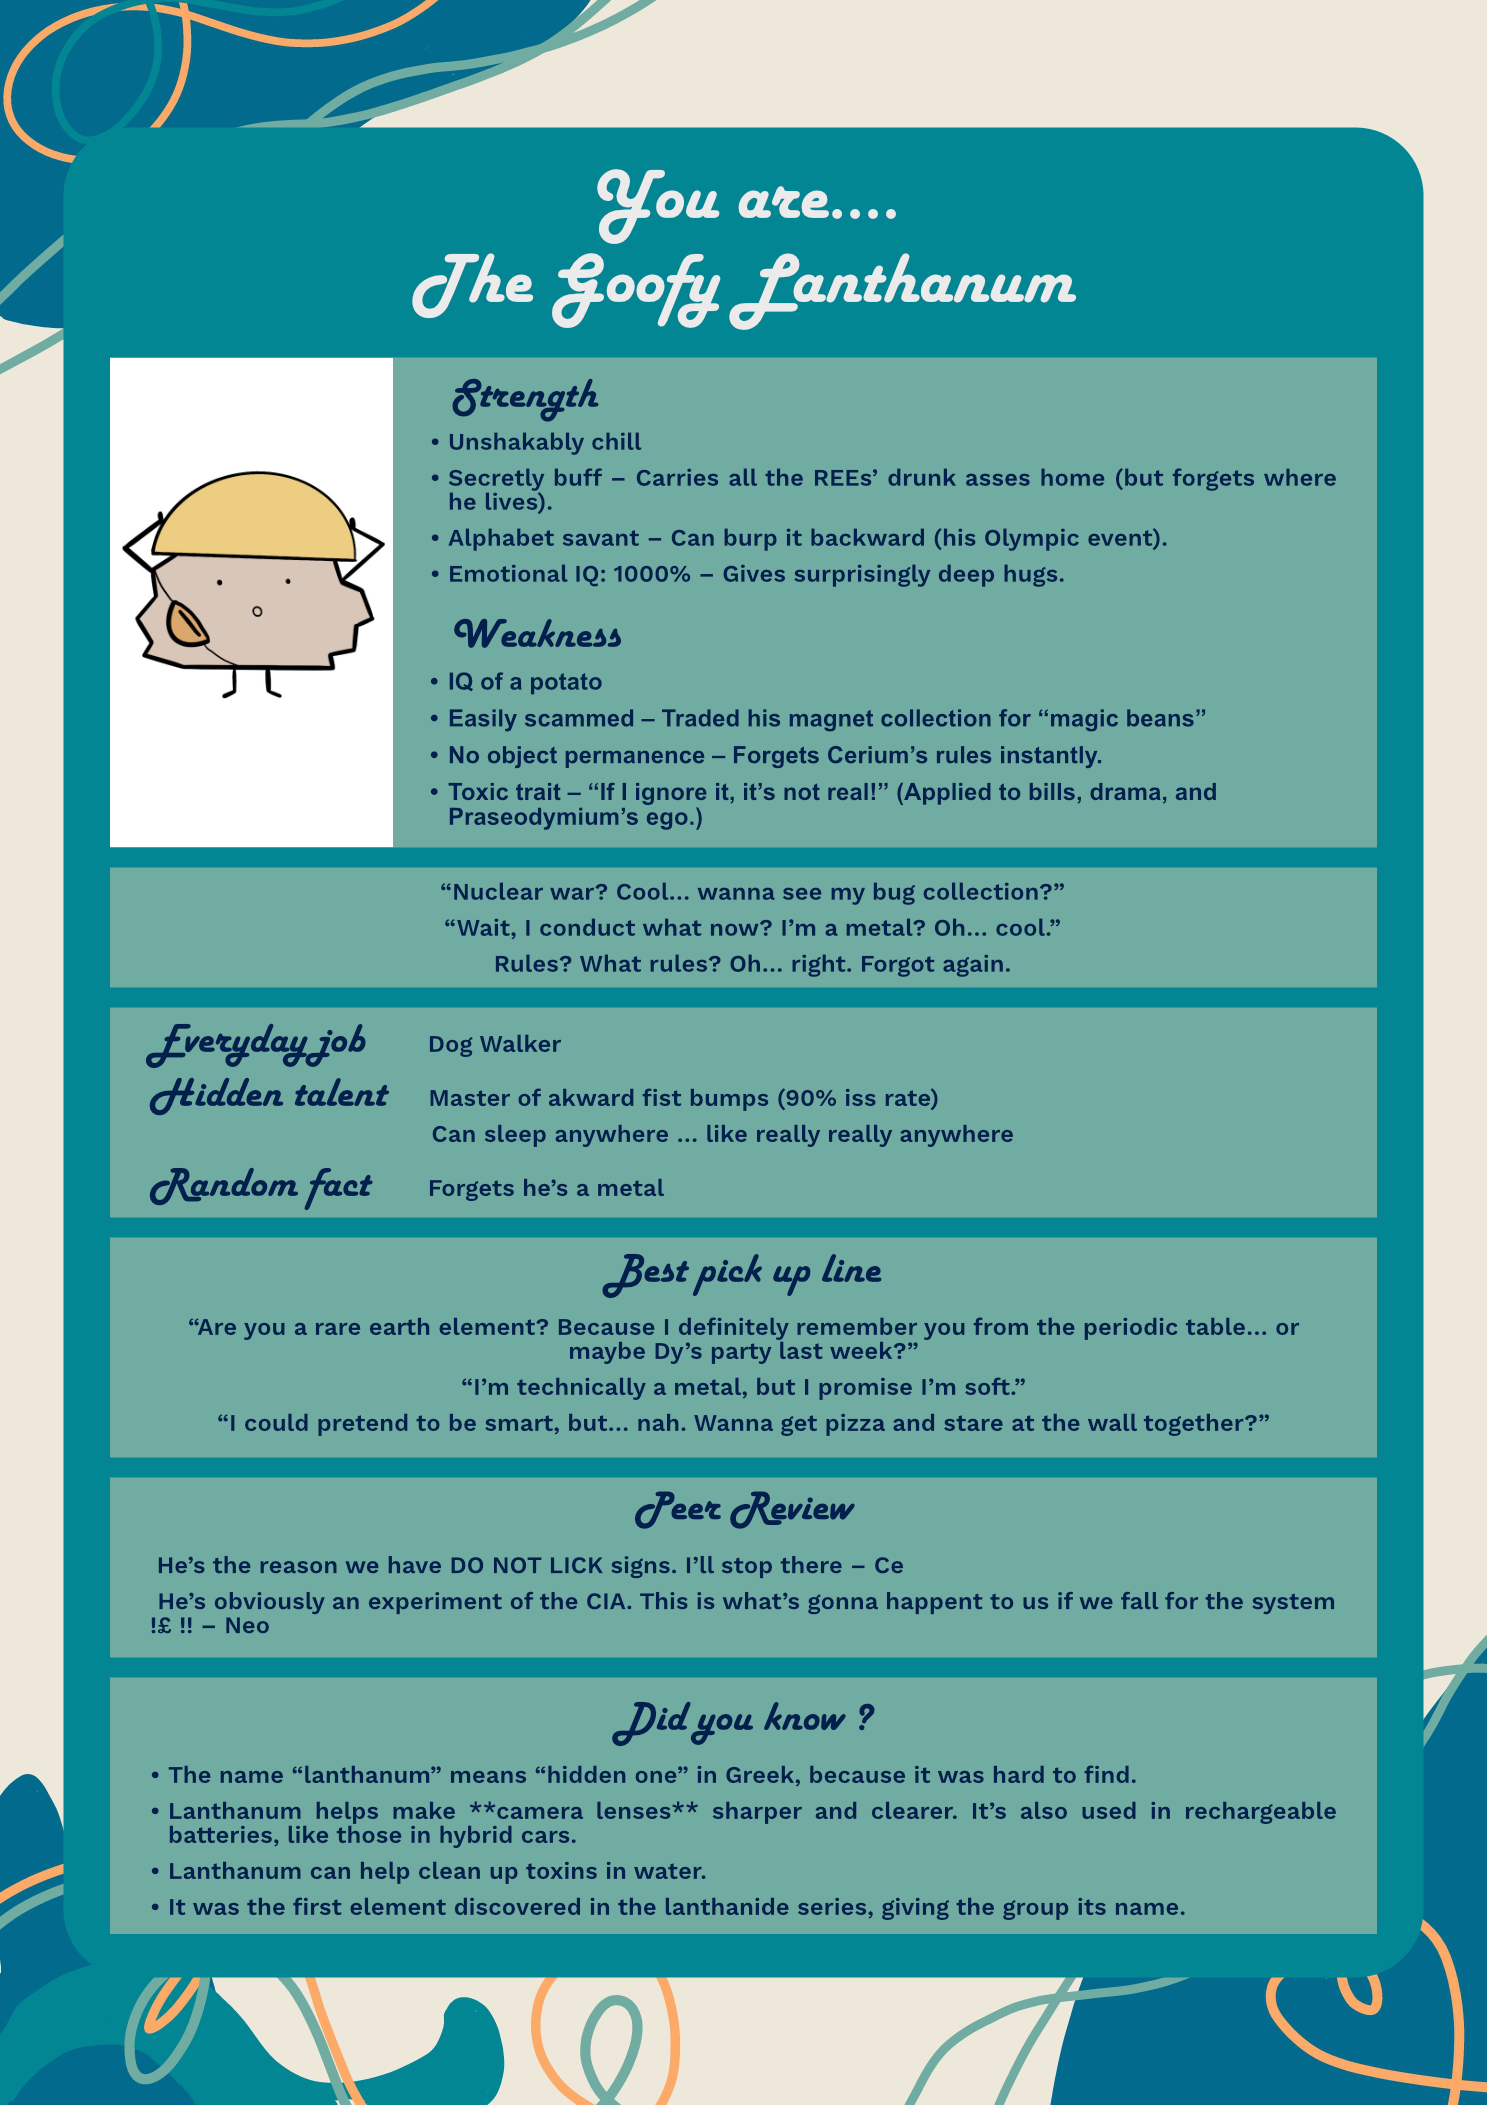 You are....
The Goofy Lanthanum
Strength
• Unshakably chill
• Secretly buff – Carries all the REEs’ drunk asses home (but forgets where
he lives).
• Alphabet savant – Can burp it backward (his Olympic event).
• Emotional IQ: 1000% – Gives surprisingly deep hugs.
Weakness
• IQ of a potato
• Easily scammed – Traded his magnet collection for “magic beans”
• No object permanence – Forgets Cerium’s rules instantly.
• Toxic trait – “If I ignore it, it’s not real!” (Applied to bills, drama, and
Praseodymium’s ego.)
“Nuclear war? Cool… wanna see my bug collection?”
“Wait, I conduct what now? I’m a metal? Oh… cool.”
Rules? What rules? Oh… right. Forgot again.
Everyday job Dog Walker
Hidden talent Master of akward fist bumps (90% iss rate)
Can sleep anywhere … like really really anywhere
Random fact Forgets he’s a metal
Best pick up line
“Are you a rare earth element? Because I definitely remember you from the periodic table… or
maybe Dy’s party last week?”
“I’m technically a metal, but I promise I’m soft.”
“I could pretend to be smart, but… nah. Wanna get pizza and stare at the wall together?”
Peer Review
He’s the reason we have DO NOT LICK signs. I’ll stop there – Ce
He’s obviously an experiment of the CIA. This is what’s gonna happent to us if we fall for the system
!£ !! – Neo
Did you know ?
• The name “lanthanum” means “hidden one” in Greek, because it was hard to find.
• Lanthanum helps make **camera lenses** sharper and clearer. It’s also used in rechargeable
batteries, like those in hybrid cars.
• Lanthanum can help clean up toxins in water.
• It was the first element discovered in the lanthanide series, giving the group its name.